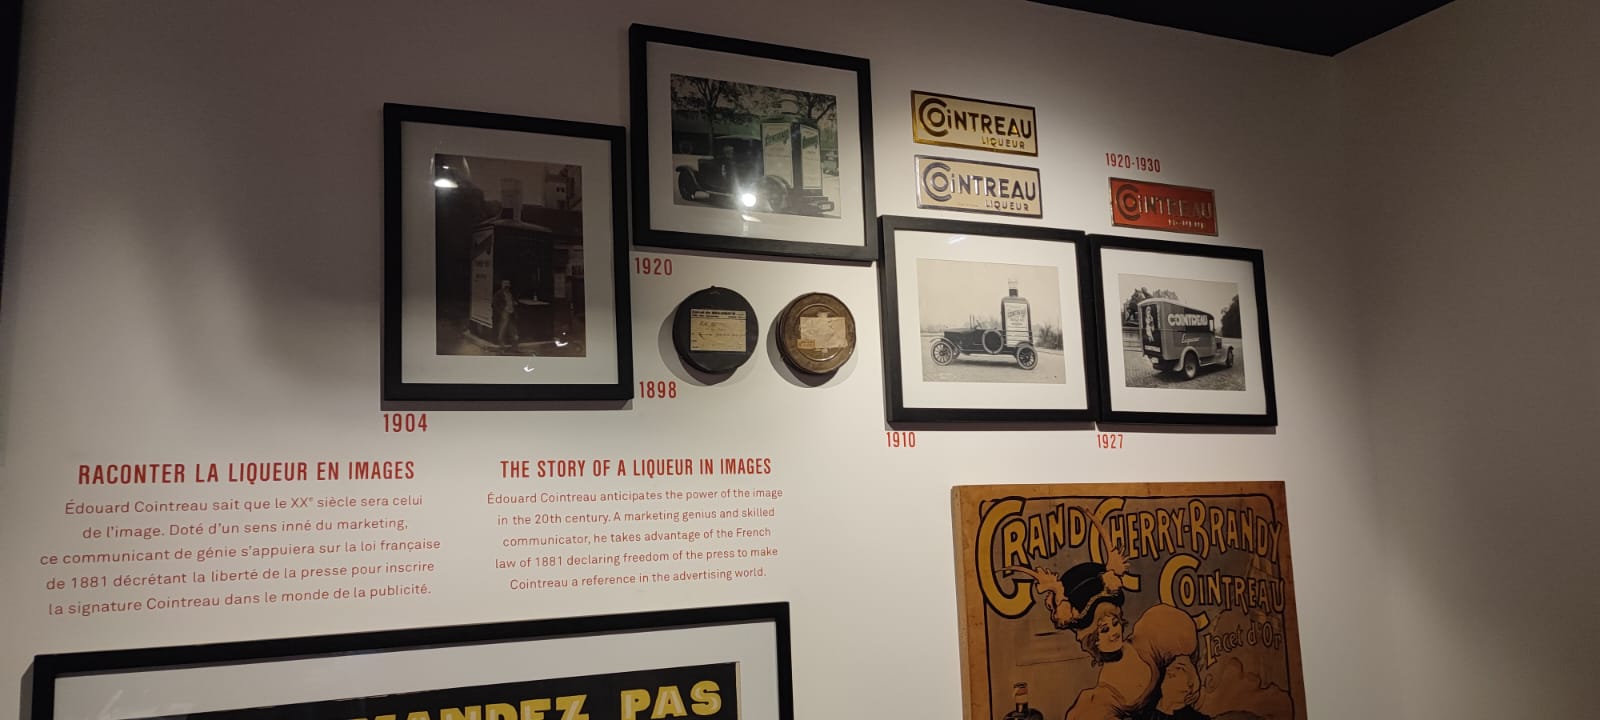 COINTREAU
LIQUEUR
COINTREAU
LIQUEUR
1920-1930
COINTREAU
LIQUEUR
1920
1898
1904
COINTREAU
COINTREAU
Liqueur
1910
1927
RACONTER LA LIQUEUR EN IMAGES
Édouard Cointreau sait que le XXe siècle sera celui
de l'image. Doté d'un sens inné du marketing,
ce communicant de génie s'appuiera sur la loi française
de 1881 décrétant la liberté de la presse pour inscrire
la signature Cointreau dans le monde de la publicité.
THE STORY OF A LIQUEUR IN IMAGES
Édouard Cointreau anticipates the power of the image
in the 20th century. A marketing genius and skilled
communicator, he takes advantage of the French
law of 1881 declaring freedom of the press to make
Cointreau a reference in the advertising world.
GRAND CHERRY-BRANDY
COINTREAU
Lacet d'Or
MANDEZ PAS